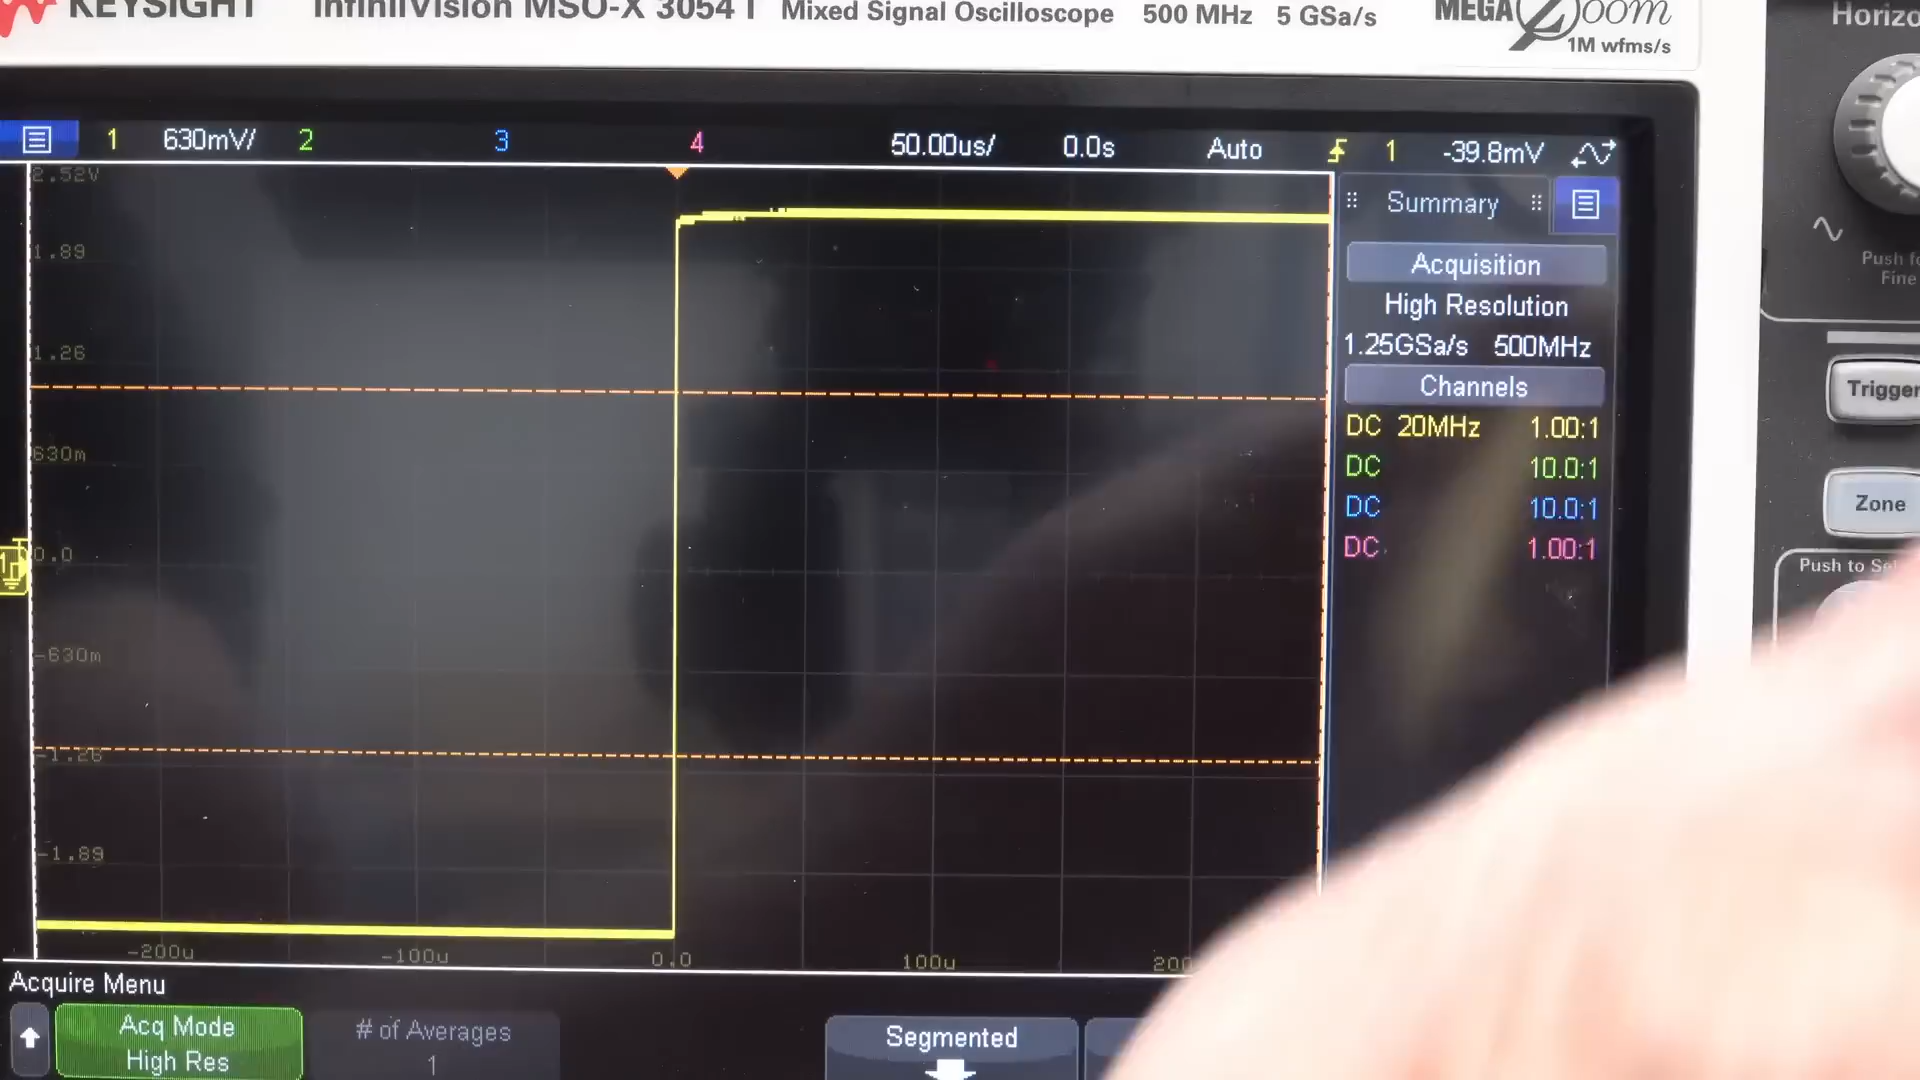 KEYSIGHT InfiniiVision MSO-X 3054T Mixed Signal Oscilloscope 500 MHz 5 GSa/s MEGA Zoom
1M wfms/s
Horizo
1 630mV/ 2 3 4 50.00us/ 0.0s Auto 1 -39.8mV
2.52V
1.89
1.26
630m
0.0
-630m
-1.26
-1.89
-200u -100u 0.0 100u 200
Summary
Acquisition
High Resolution
1.25GSa/s 500MHz
Channels
DC 20MHz 1.00:1
DC 10.0:1
DC 10.0:1
DC 1.00:1
Push fo
Fine
Trigger
Zone
Push to Sel
Acquire Menu
Acq Mode
High Res
# of Averages
1
Segmented